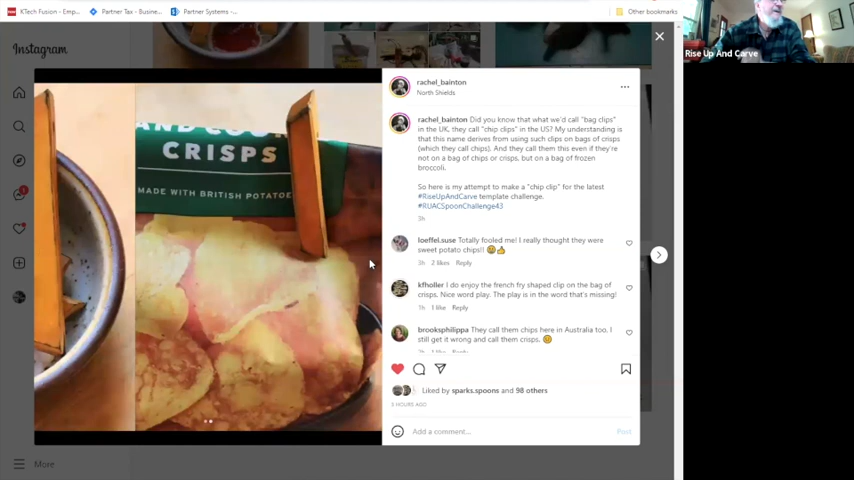 KTech Fusion - Emp...
Partner Tax - Busine...
Partner Systems -...
Other bookmarks
Instagram
Rise Up And Carve
rachel_bainton
North Shields
rachel_bainton Did you know that what we'd call "bag clips"
in the UK, they call "chip clips" in the US? My understanding is
that this name derives from using such clips on bags of crisps
(which they call chips). And they call them this even if they're
not on a bag of chips or crisps, but on a bag of frozen
broccoli.
So here is my attempt to make a "chip clip" for the latest
#RiseUpAndCarve template challenge.
#RUACSpoonChallenge43
3h
loeffel.suse Totally fooled me! I really thought they were
sweet potato chips!!
3h 2 likes Reply
kfholler I do enjoy the french fry shaped clip on the bag of
crisps. Nice word play. The play is in the word that's missing!
1h 1 like Reply
brooksphilippa They call them chips here in Australia too. I
still get it wrong and call them crisps.
1 like Reply
Liked by sparks.spoons and 98 others
3 HOURS AGO
Add a comment...
Post
More
CRISPS
MADE WITH BRITISH POTATOE